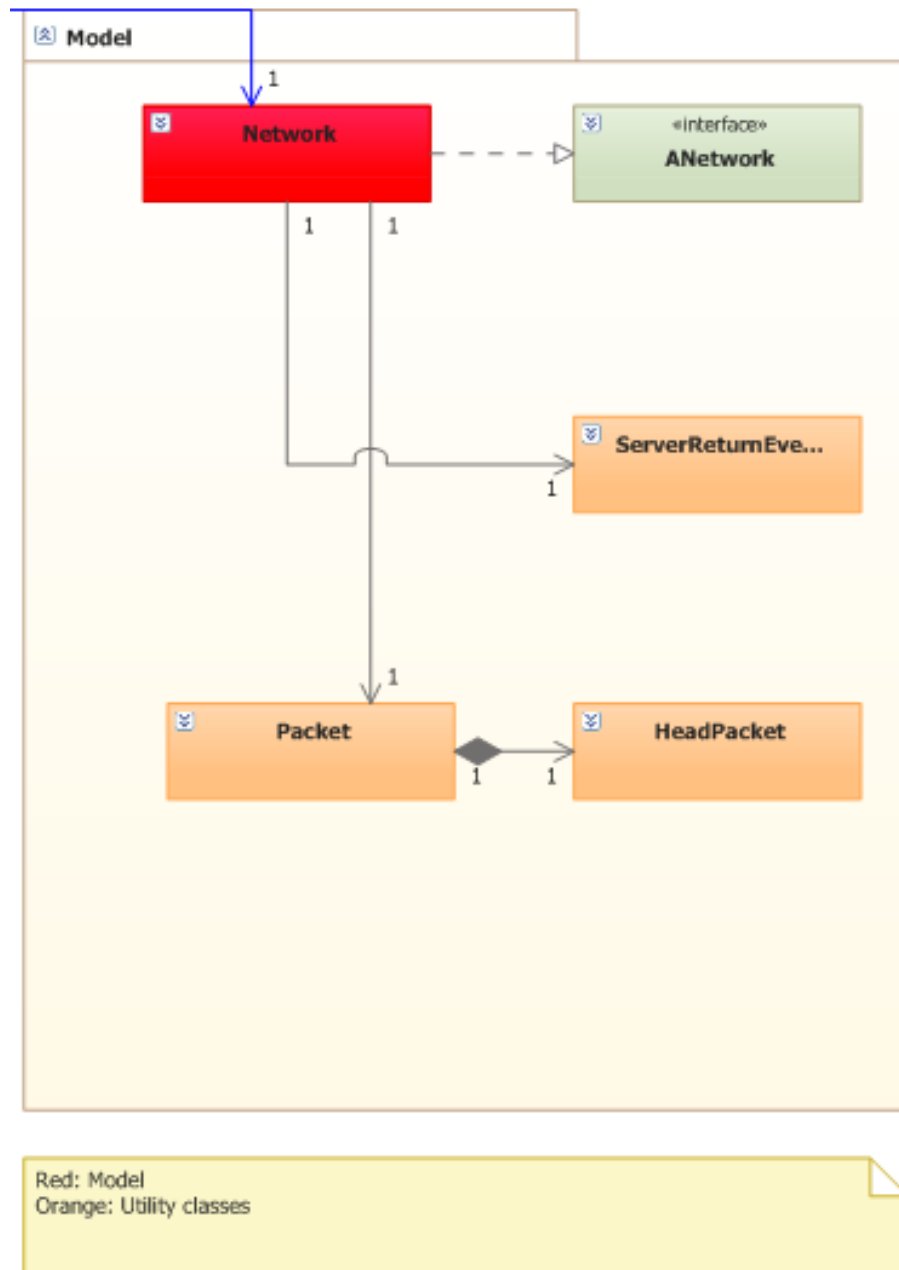 Model
1
Network
«interface»
ANetwork
1
1
ServerReturnEve...
1
1
Packet
HeadPacket
1
1
Red: Model
Orange: Utility classes